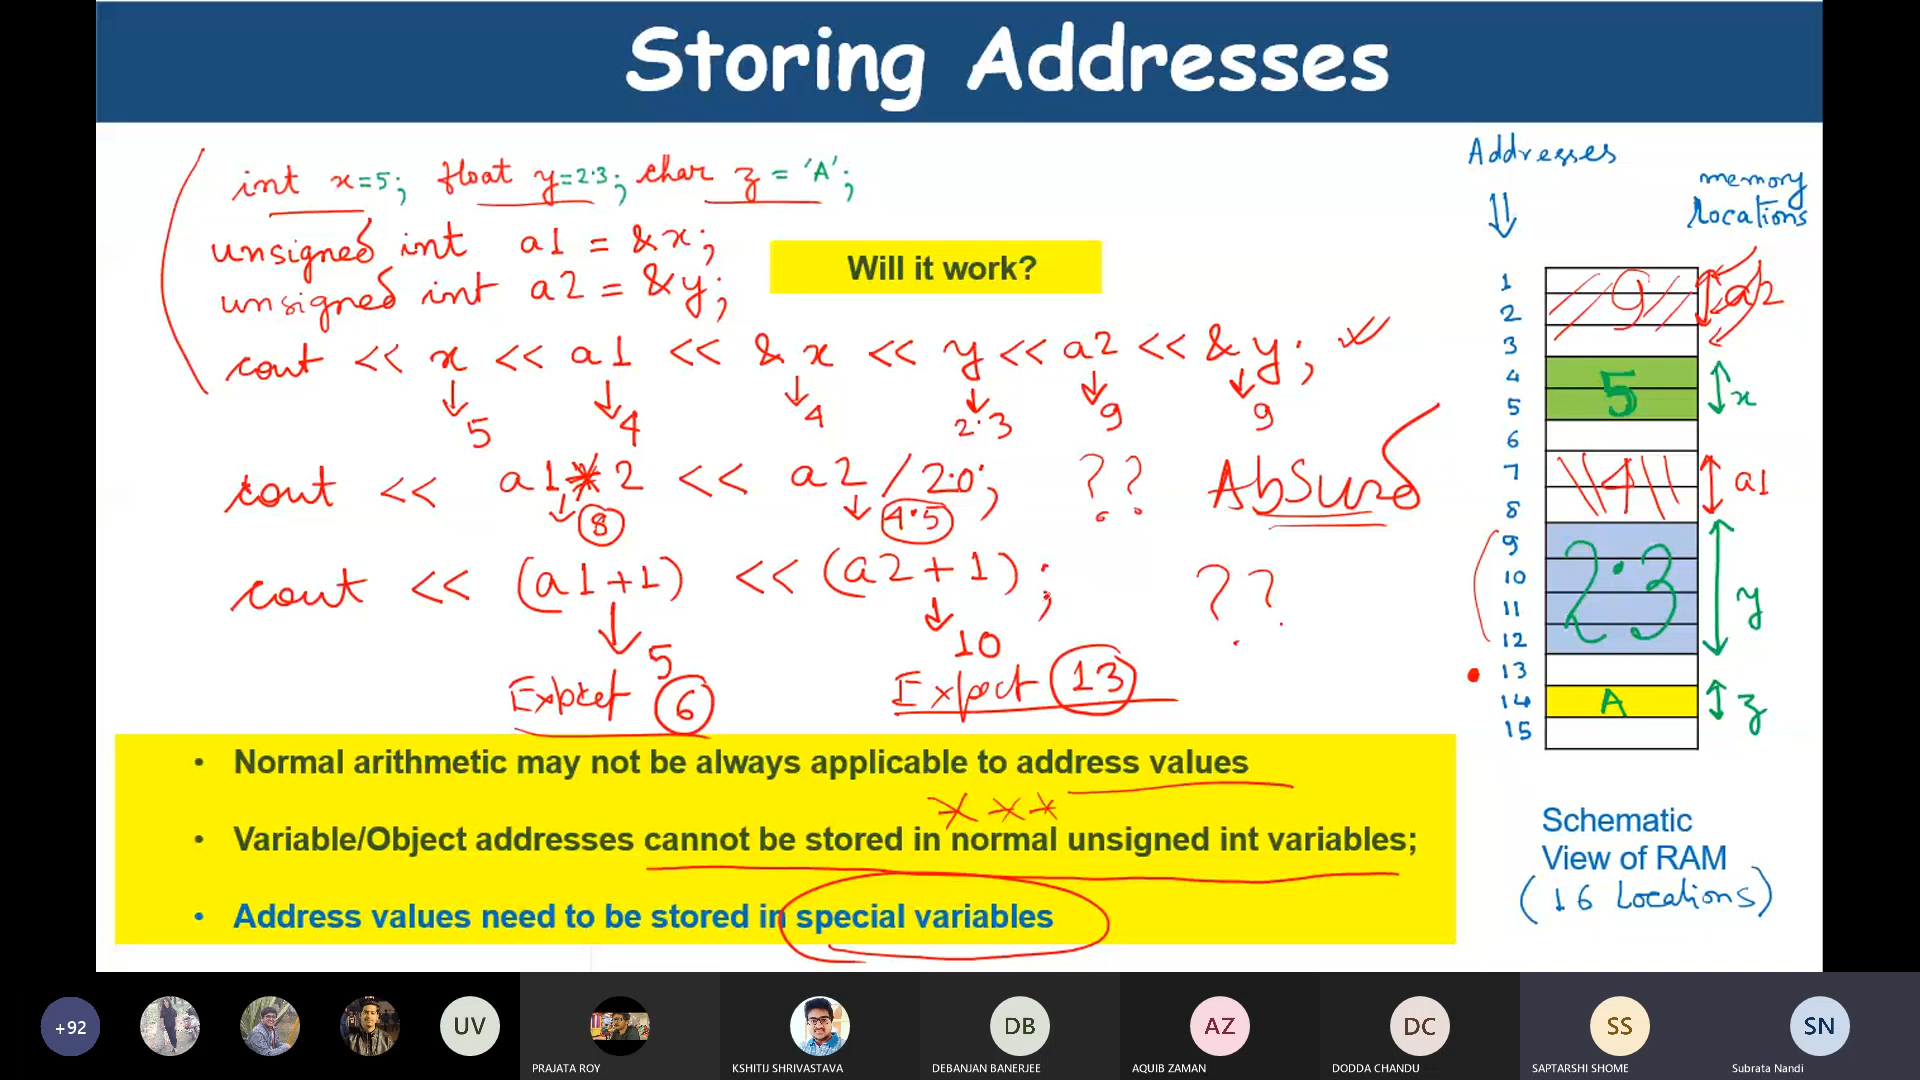 Storing Addresses
int x=5; float y=2.3; char z = 'A';
unsigned int a1 = &x;
unsigned int a2 = &y;
Will it work?
cout << x << a1 << &x << y << a2 << &y;
5 4 4 2.3 9 9
cout << a1*2 << a2/2.0; ?? Absurd
8 4.5
cout << (a1+1) << (a2+1); ??
5 10
Expect 6 Expect 13
• Normal arithmetic may not be always applicable to address values
• Variable/Object addresses cannot be stored in normal unsigned int variables;
• Address values need to be stored in special variables
Addresses
memory
locations
1
2 9 a2
3
4
5 5 x
6
7 4 a1
8
9
10 2.3
11 y
12
13
14 A z
15
Schematic
View of RAM
(16 Locations)
+92 UV DB AZ DC SS SN
PRAJATA ROY KSHITIJ SHRIVASTAVA DEBANJAN BANERJEE AQUIB ZAMAN DODDA CHANDU SAPTARSHI SHOME Subrata Nandi